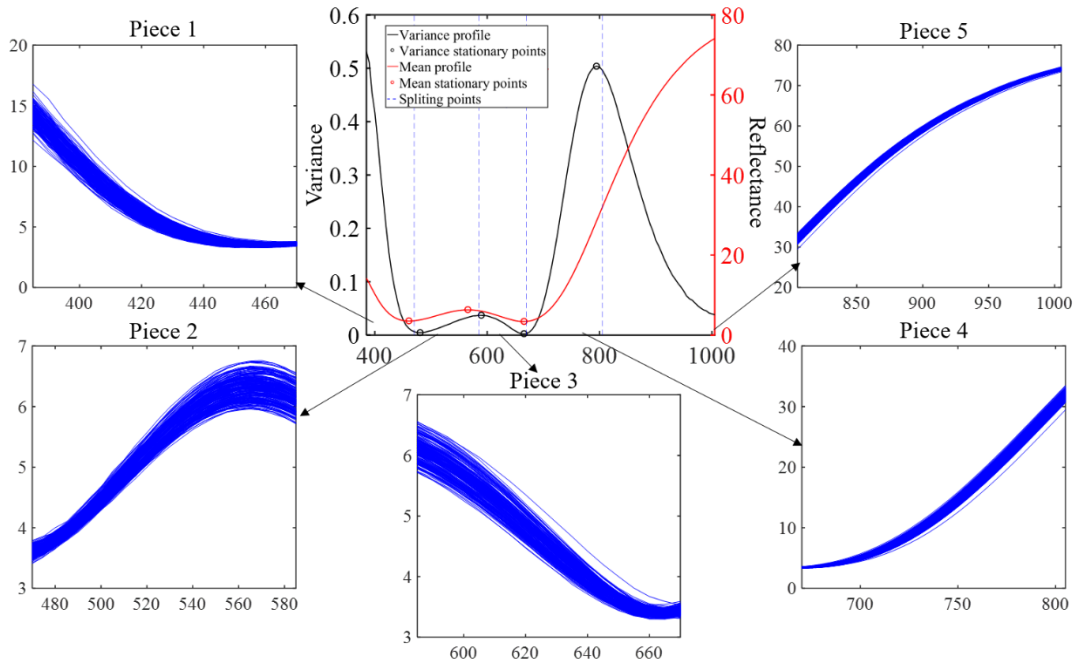 Piece 1
20
15
10
5
0
400 420 440 460
0.6
0.5
0.4
0.3
0.2
0.1
0
Variance
Variance profile
Variance stationary points
Mean profile
Mean stationary points
Spliting points
80
60
40
20
0
Reflectance
400 600 800 1000
Piece 5
80
70
60
50
40
30
20
850 900 950 1000
Piece 2
7
6
5
4
3
480 500 520 540 560 580
Piece 3
7
6
5
4
3
600 620 640 660
Piece 4
40
30
20
10
0
700 750 800